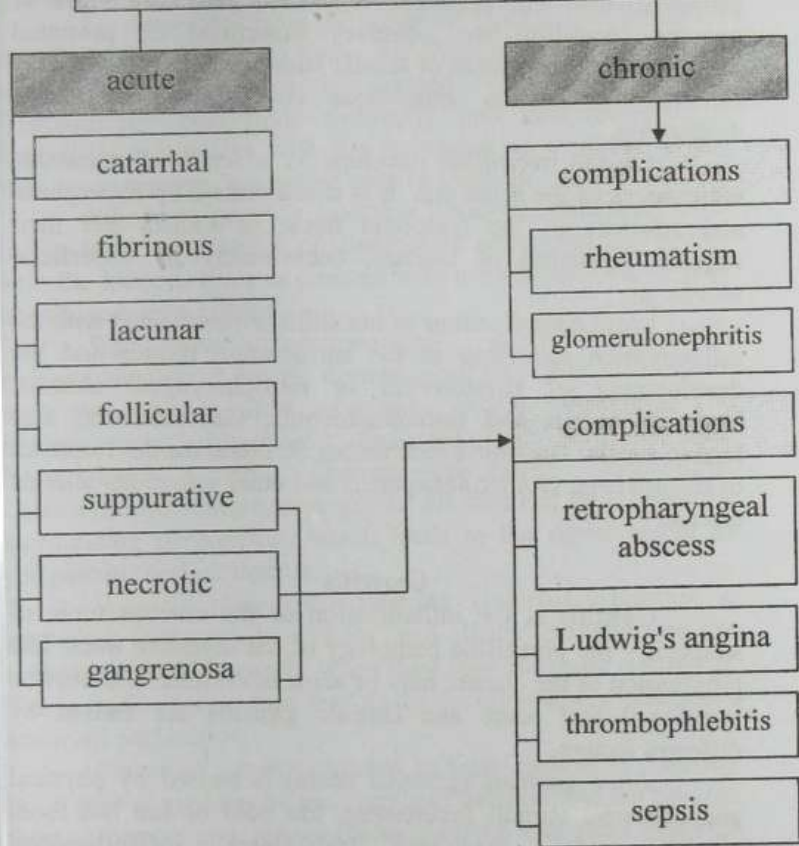 acute
catarrhal
fibrinous
lacunar
follicular
suppurative
necrotic
gangrenosa
chronic
complications
rheumatism
glomerulonephritis
complications
retropharyngeal
abscess
Ludwig's angina
thrombophlebitis
sepsis